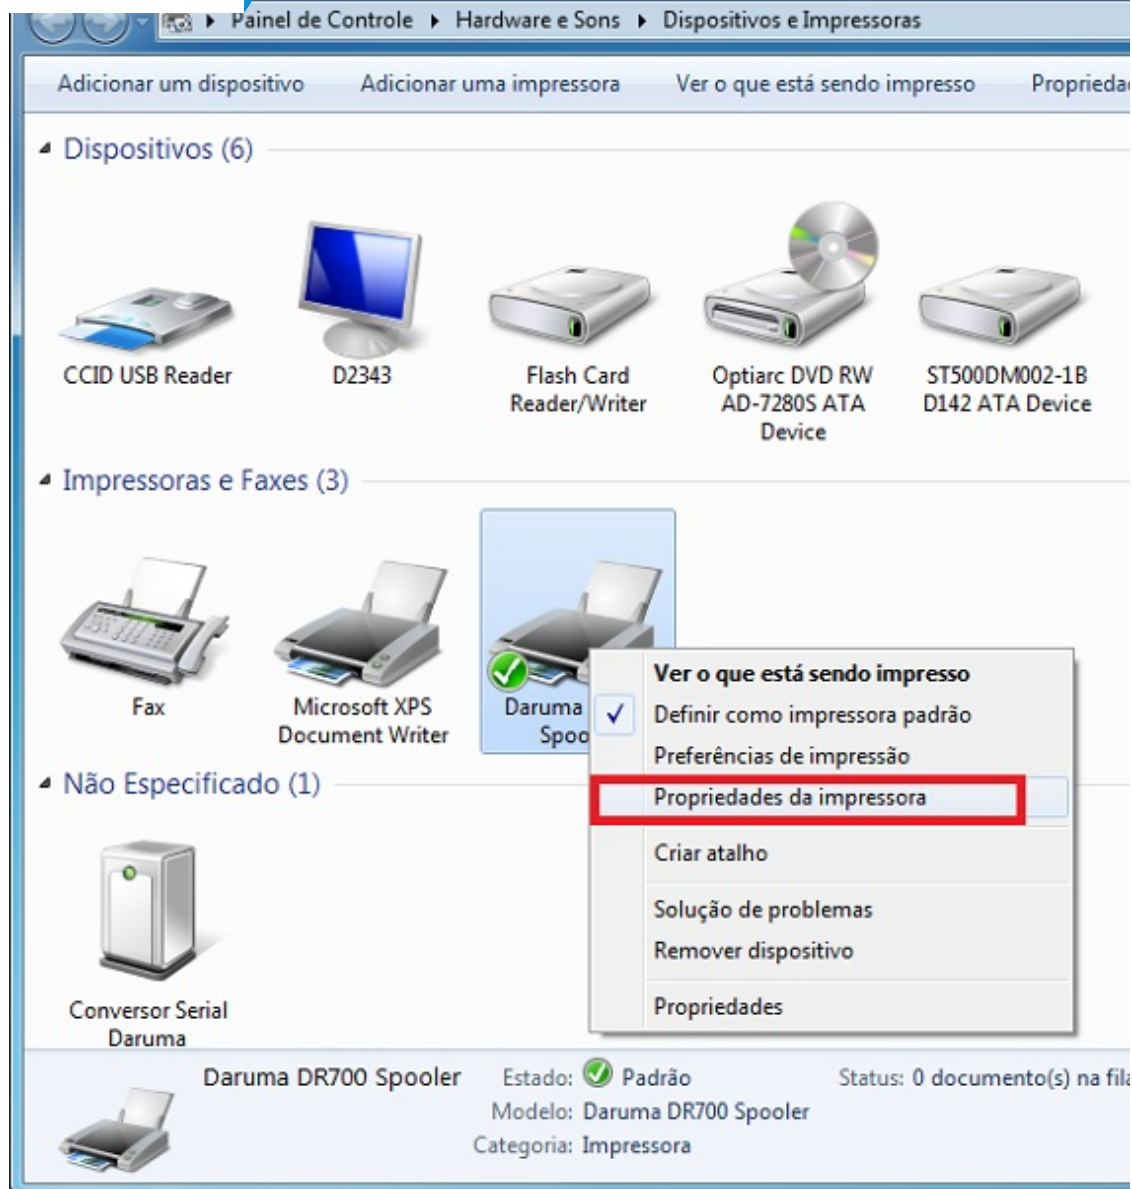 Painel de Controle Hardware e Sons Dispositivos e Impressoras
Adicionar um dispositivo Adicionar uma impressora Ver o que está sendo impresso
Dispositivos (6)
CCID USB Reader
D2343
Flash Card
Reader/Writer
Optiarc DVD RW
AD-7280S ATA
Device
ST500DM002-1B
D142 ATA Device
Impressoras e Faxes (3)
Fax
Microsoft XPS
Document Writer
Daruma
Ver o que está sendo impresso
Definir como impressora padrão
Preferências de impressão
Propriedades da impressora
Criar atalho
Solução de problemas
Remover dispositivo
Propriedades
Não Especificado (1)
Conversor Serial
Daruma
Daruma DR700 Spooler Estado: Padrão Status: 0 documento(s) na
Modelo: Daruma DR700 Spooler
Categoria: Impressora